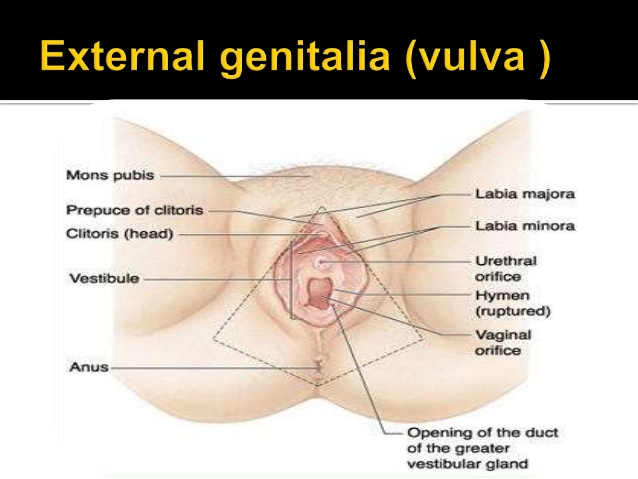 External genitalia (vulva )
Mons pubis
Prepuce of clitoris
Clitoris (head)
Vestibule
Anus
Labia majora
Labia minora
Urethral
orifice
Hymen
(ruptured)
Vaginal
orifice
Opening of the duct
of the greater
vestibular gland